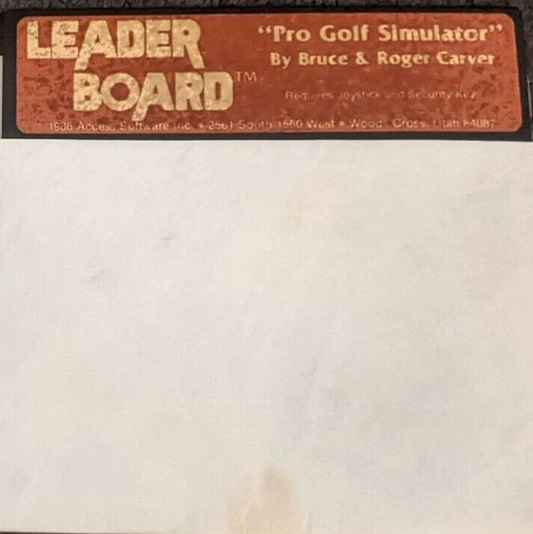 LEADER
BOARD™
"Pro Golf Simulator"
By Bruce & Roger Carver
Requires Joystick and Security Key
1986 Access Software Inc. • 2561 South 1560 West • Woods Cross, Utah 84087